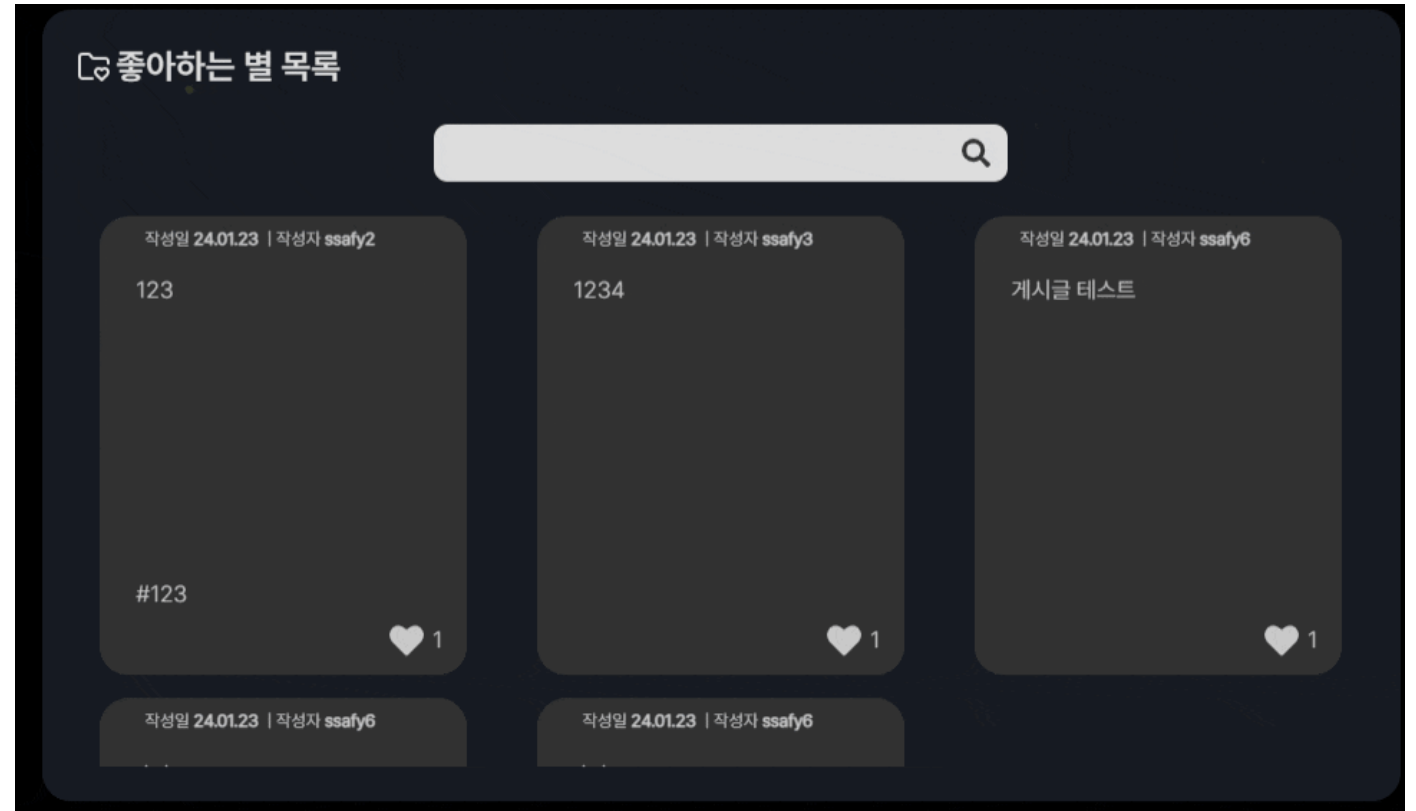 좋아하는 별 목록
작성일 24.01.23 | 작성자 ssafy2
123
#123
1
작성일 24.01.23 | 작성자 ssafy3
1234
1
작성일 24.01.23 | 작성자 ssafy6
게시글 테스트
1
작성일 24.01.23 | 작성자 ssafy6
작성일 24.01.23 | 작성자 ssafy6